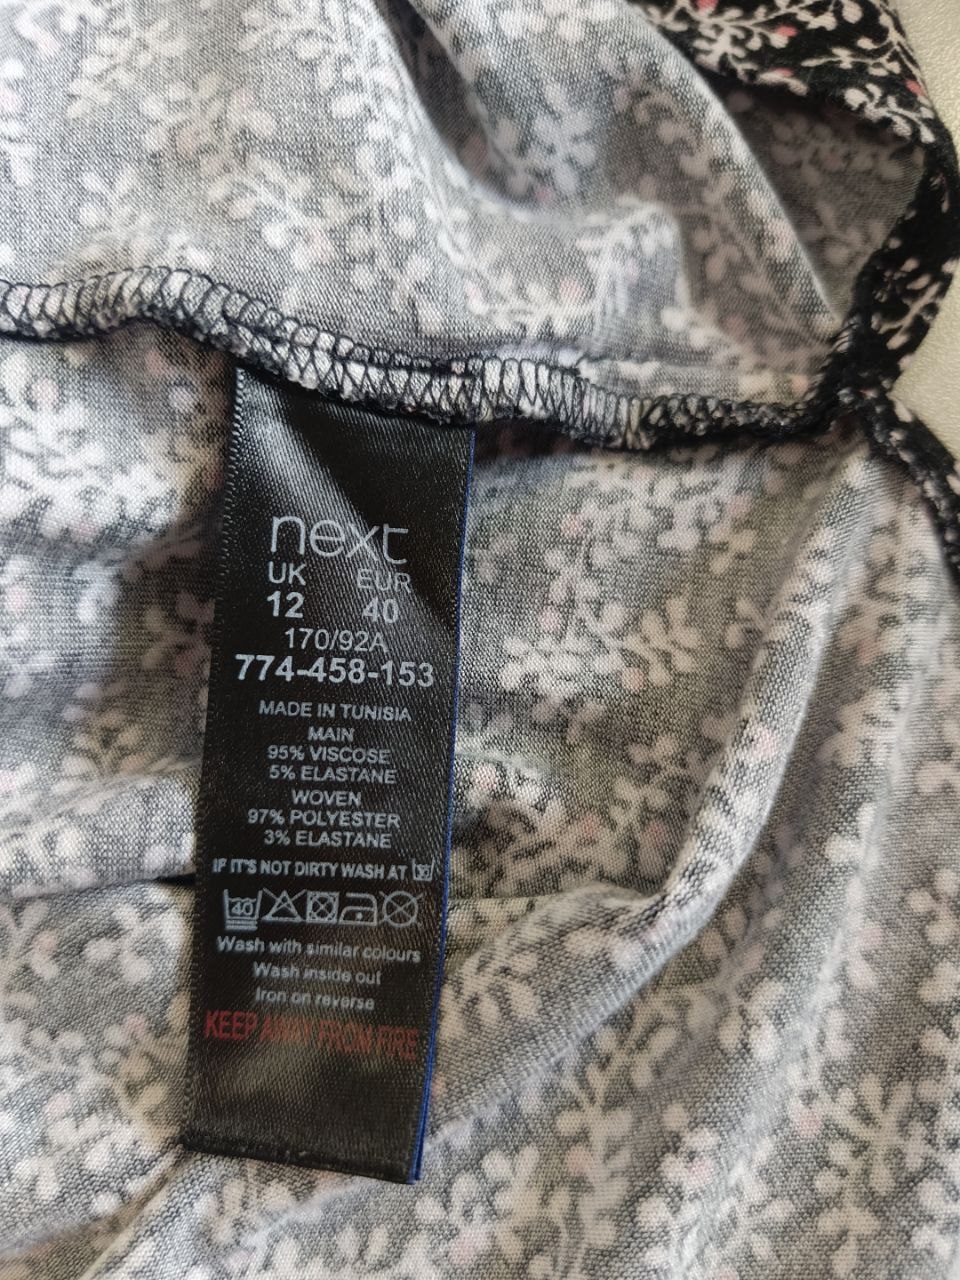 next
UK EUR
12 40
170/92A
774-458-153
MADE IN TUNISIA
MAIN
95% VISCOSE
5% ELASTANE
WOVEN
97% POLYESTER
3% ELASTANE
IF IT'S NOT DIRTY WASH AT 30
40
Wash with similar colours
Wash inside out
Iron on reverse
KEEP AWAY FROM FIRE